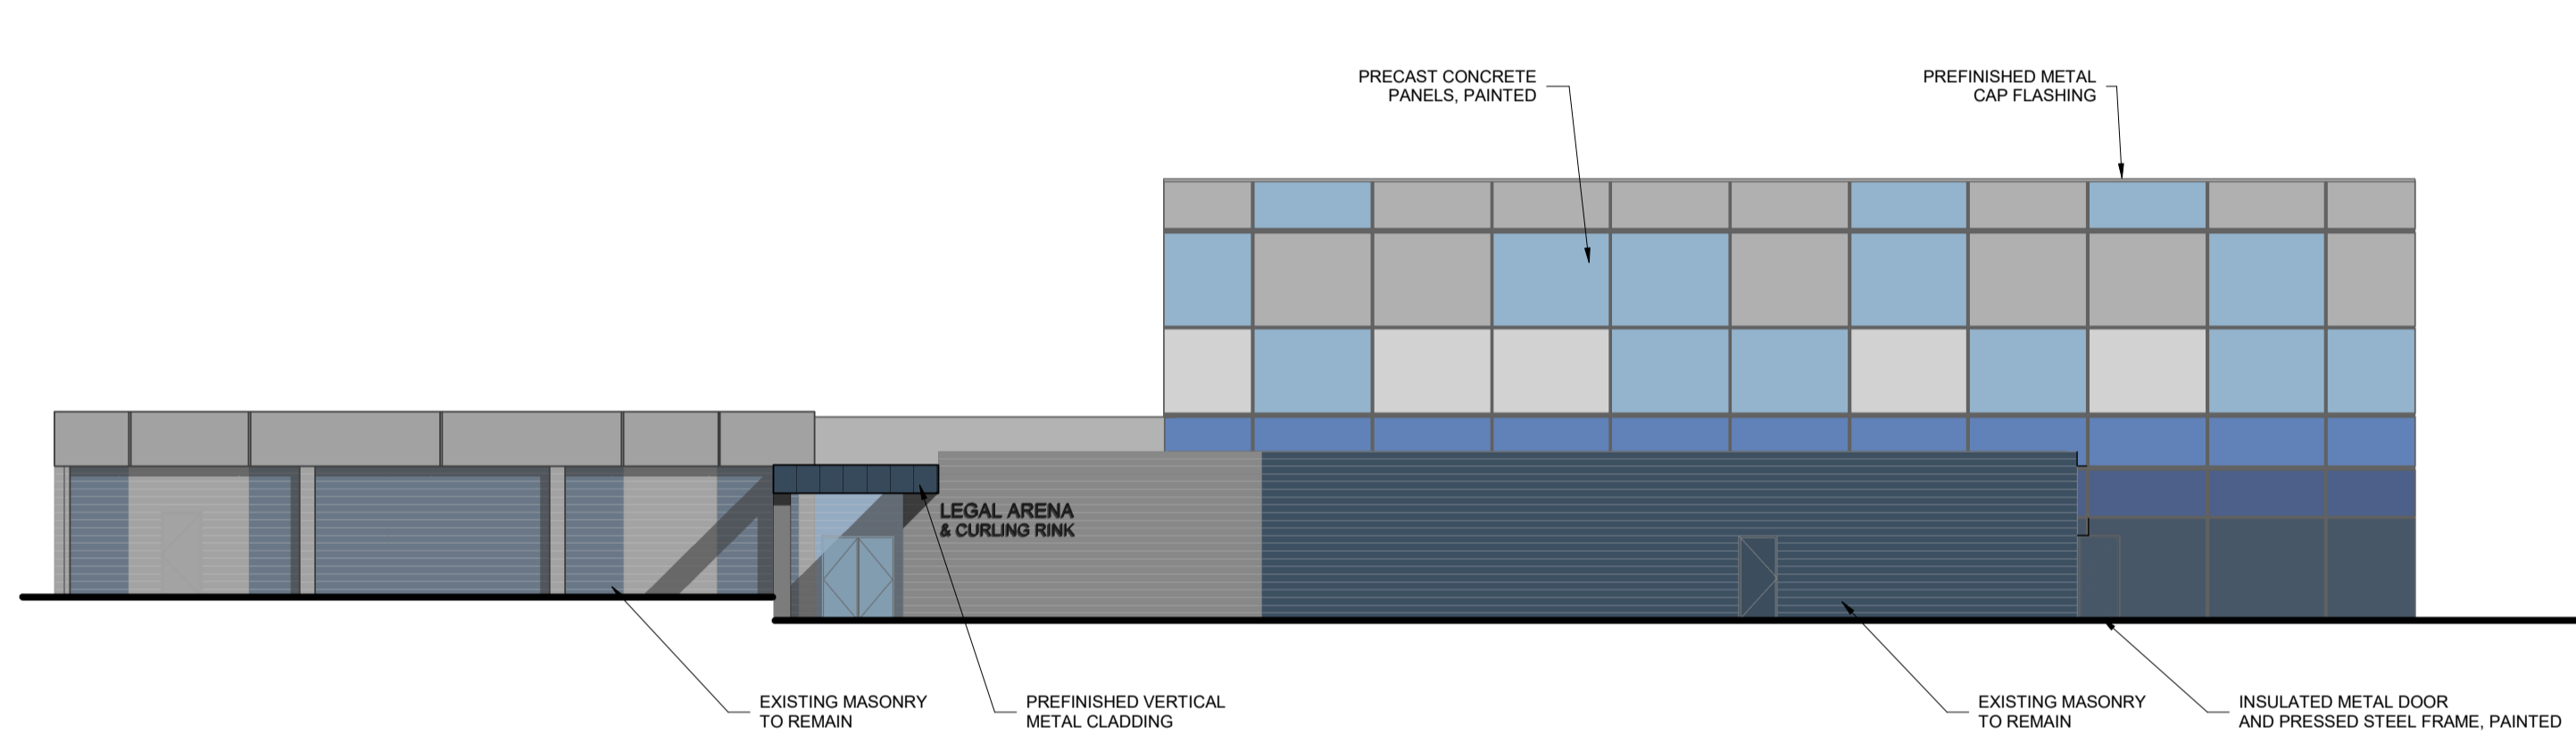 PRECAST CONCRETE
PANELS, PAINTED
PREFINISHED METAL
CAP FLASHING
LEGAL ARENA
& CURLING RINK
EXISTING MASONRY
TO REMAIN
PREFINISHED VERTICAL
METAL CLADDING
EXISTING MASONRY
TO REMAIN
INSULATED METAL DOOR
AND PRESSED STEEL FRAME, PAINTED